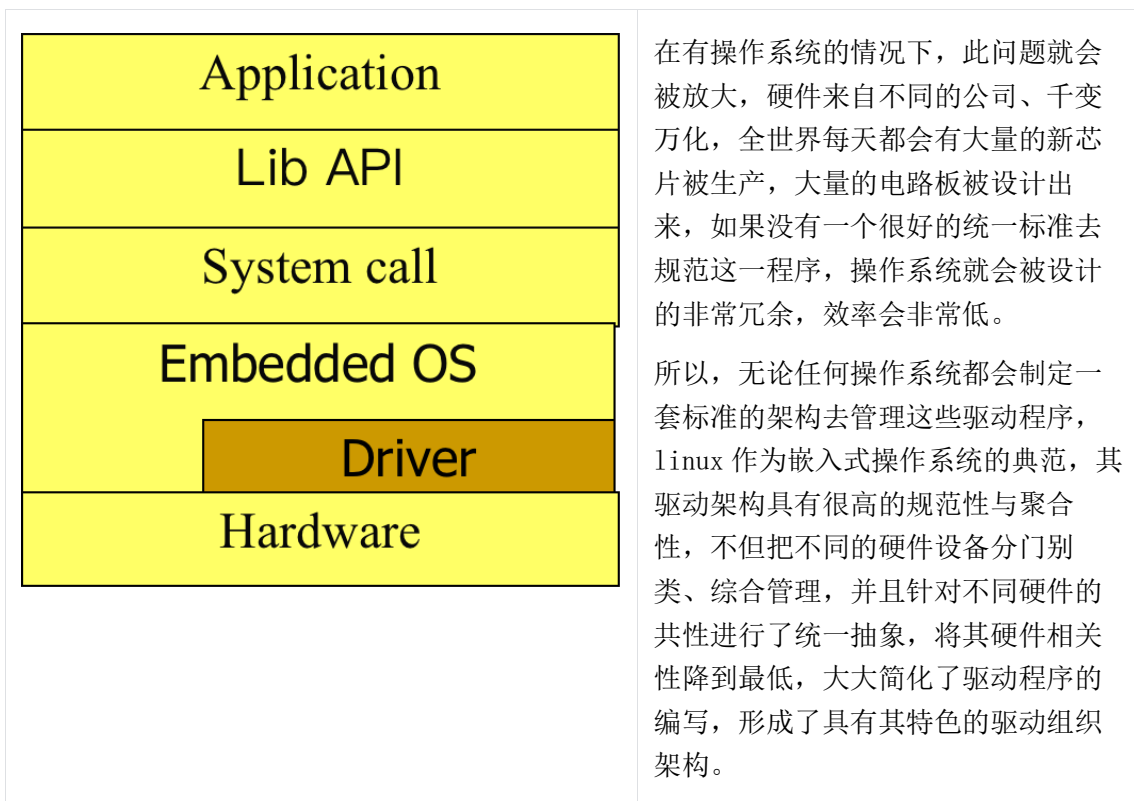 Application
Lib API
System call
Embedded OS
Driver
Hardware
在有操作系统的情况下，此问题就会
被放大，硬件来自不同的公司、千变
万化，全世界每天都会有大量的新芯
片被生产，大量的电路板被设计出
来，如果没有一个很好的统一标准去
规范这一程序，操作系统就会被设计
的非常冗余，效率会非常低。
所以，无论任何操作系统都会制定一
套标准的架构去管理这些驱动程序，
linux 作为嵌入式操作系统的典范，其
驱动架构具有很高的规范性与聚合
性，不但把不同的硬件设备分门别
类、综合管理，并且针对不同硬件的
共性进行了统一抽象，将其硬件相关
性降到最低，大大简化了驱动程序的
编写，形成了具有其特色的驱动组织
架构。